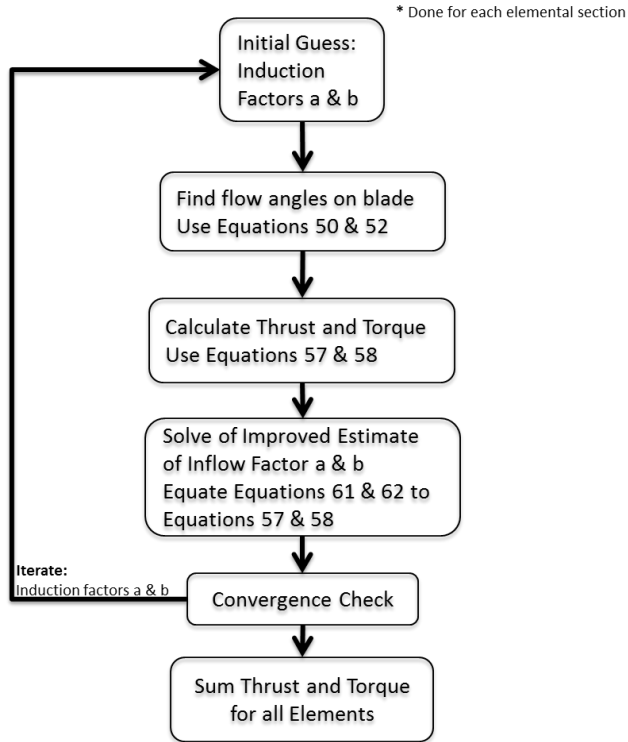 * Done for each elemental section
Initial Guess:
Induction
Factors a & b
Find flow angles on blade
Use Equations 50 & 52
Calculate Thrust and Torque
Use Equations 57 & 58
Solve of Improved Estimate
of Inflow Factor a & b
Equate Equations 61 & 62 to
Equations 57 & 58
Iterate:
Induction factors a & b
Convergence Check
Sum Thrust and Torque
for all Elements